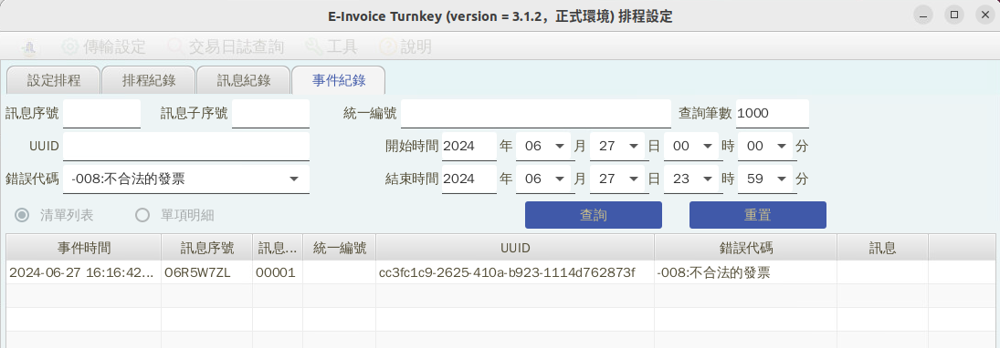 E-Invoice Turnkey (version = 3.1.2，正式環境) 排程設定
傳輸設定 交易日誌查詢 工具 說明
設定排程 排程紀錄 訊息紀錄 事件紀錄
訊息序號 訊息子序號 統一編號 查詢筆數 1000
UUID 開始時間 2024 年 06 月 27 日 00 時 00 分
錯誤代碼 -008:不合法的發票 結束時間 2024 年 06 月 27 日 23 時 59 分
清單列表 單項明細 查詢 重置
事件時間 訊息序號 訊息... 統一編號 UUID 錯誤代碼 訊息
2024-06-27 16:16:42... 06R5W7ZL 00001 cc3fc1c9-2625-410a-b923-1114d762873f -008:不合法的發票